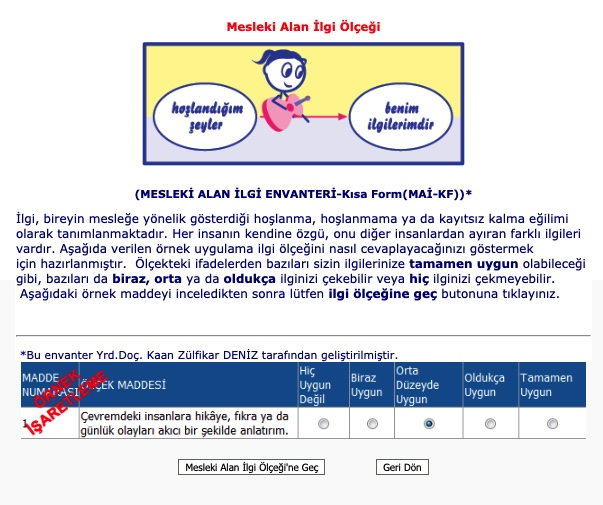 Mesleki Alan İlgi Ölçeği
hoşlandığım
şeyler
benim
ilgilerimdir
(MESLEKİ ALAN İLGİ ENVANTERİ-Kısa Form(MAİ-KF))*
İlgi, bireyin mesleğe yönelik gösterdiği hoşlanma, hoşlanmama ya da kayıtsız kalma eğilimi
olarak tanımlanmaktadır. Her insanın kendine özgü, onu diğer insanlardan ayıran farklı ilgileri
vardır. Aşağıda verilen örnek uygulama ilgi ölçeğini nasıl cevaplayacağınızı göstermek
için hazırlanmıştır. Ölçekteki ifadelerden bazıları sizin ilgilerinize tamamen uygun olabileceği
gibi, bazıları da biraz, orta ya da oldukça ilginizi çekebilir veya hiç ilginizi çekmeyebilir.
Aşağıdaki örnek maddeyi inceledikten sonra lütfen ilgi ölçeğine geç butonuna tıklayınız.
*Bu envanter Yrd.Doç. Kaan Zülfikar DENİZ tarafından geliştirilmiştir.
MADDE
NUMARASI
ÖLÇEK MADDESİ
Hiç
Uygun
Değil
Biraz
Uygun
Orta
Düzeyde
Uygun
Oldukça
Uygun
Tamamen
Uygun
ÖRNEK
İŞARETLEME
1
Çevremdeki insanlara hikâye, fıkra ya da
günlük olayları akıcı bir şekilde anlatırım.
Mesleki Alan İlgi Ölçeği'ne Geç
Geri Dön